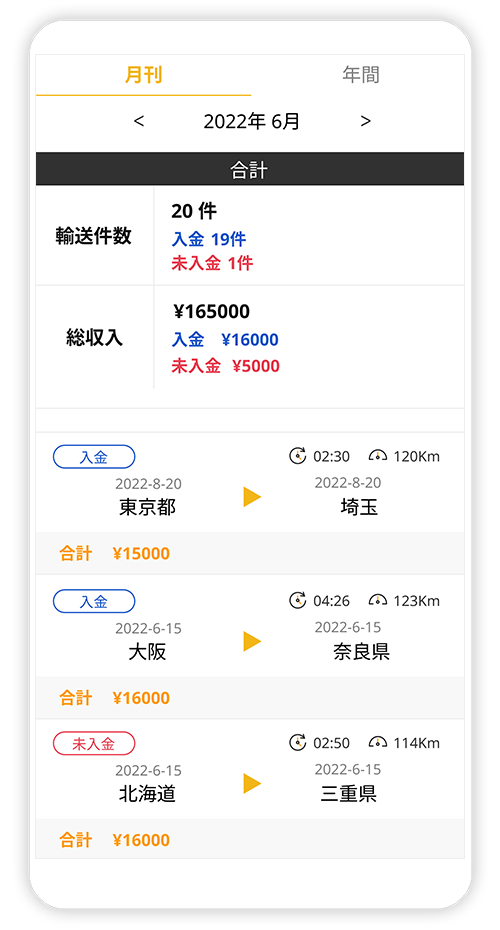 月刊 年間
< 2022年 6月 >
合計
輸送件数
20 件
入金 19件
未入金 1件
総収入
¥165000
入金 ¥16000
未入金 ¥5000
入金 02:30 120Km
2022-8-20 2022-8-20
東京都 埼玉
合計 ¥15000
入金 04:26 123Km
2022-6-15 2022-6-15
大阪 奈良県
合計 ¥16000
未入金 02:50 114Km
2022-6-15 2022-6-15
北海道 三重県
合計 ¥16000